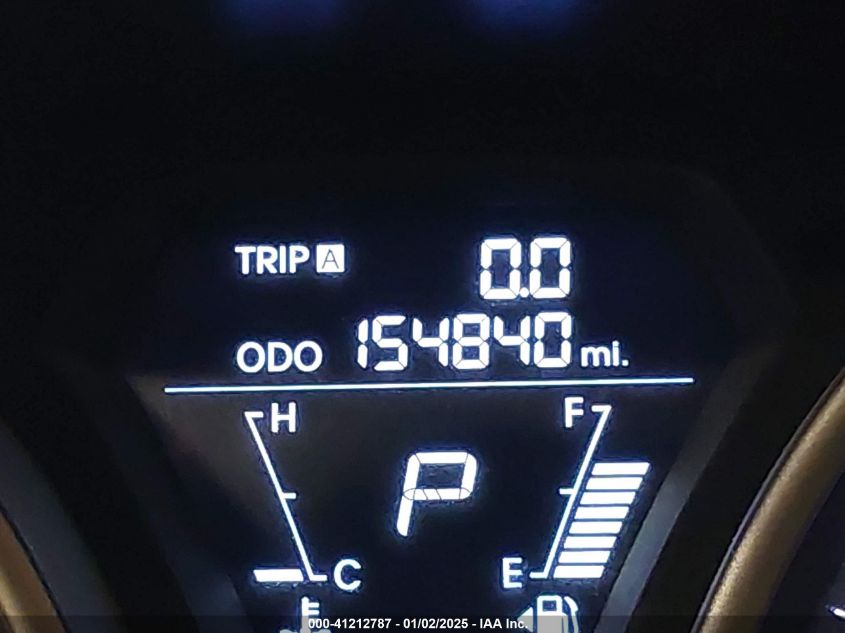 TRIP A 0.0
ODO 154840 mi.
H F
P
C E
000-41212787 - 01/02/2025 - IAA Inc.